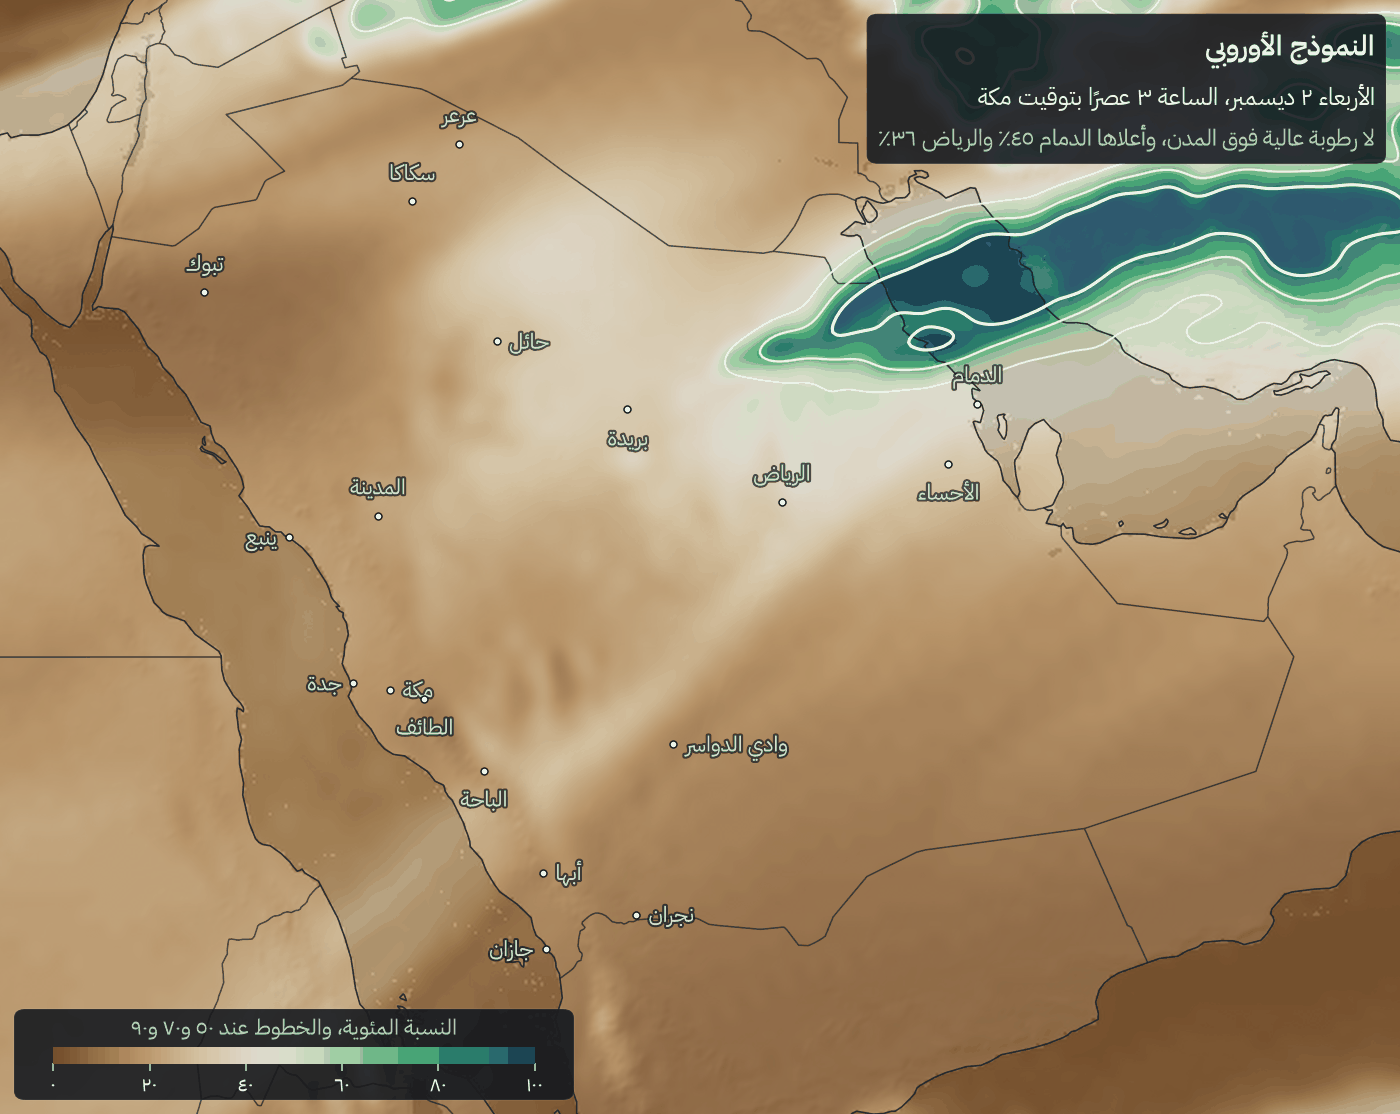 النموذج الأوروبي
الأربعاء ٢ ديسمبر، الساعة ٣ عصرًا بتوقيت مكة
لا رطوبة عالية فوق المدن، وأعلاها الدمام ٤٥٪ والرياض ٣٦٪
عرعر
سكاكا
تبوك
حائل
الدمام
بريدة
الرياض
المدينة
الأحساء
ينبع
جدة
مكة
الطائف
وادي الدواسر
الباحة
أبها
نجران
جازان
النسبة المئوية، والخطوط عند ٥٠ و٧٠ و٩٠
٠ ٢٠ ٤٠ ٦٠ ٨٠ ١٠٠